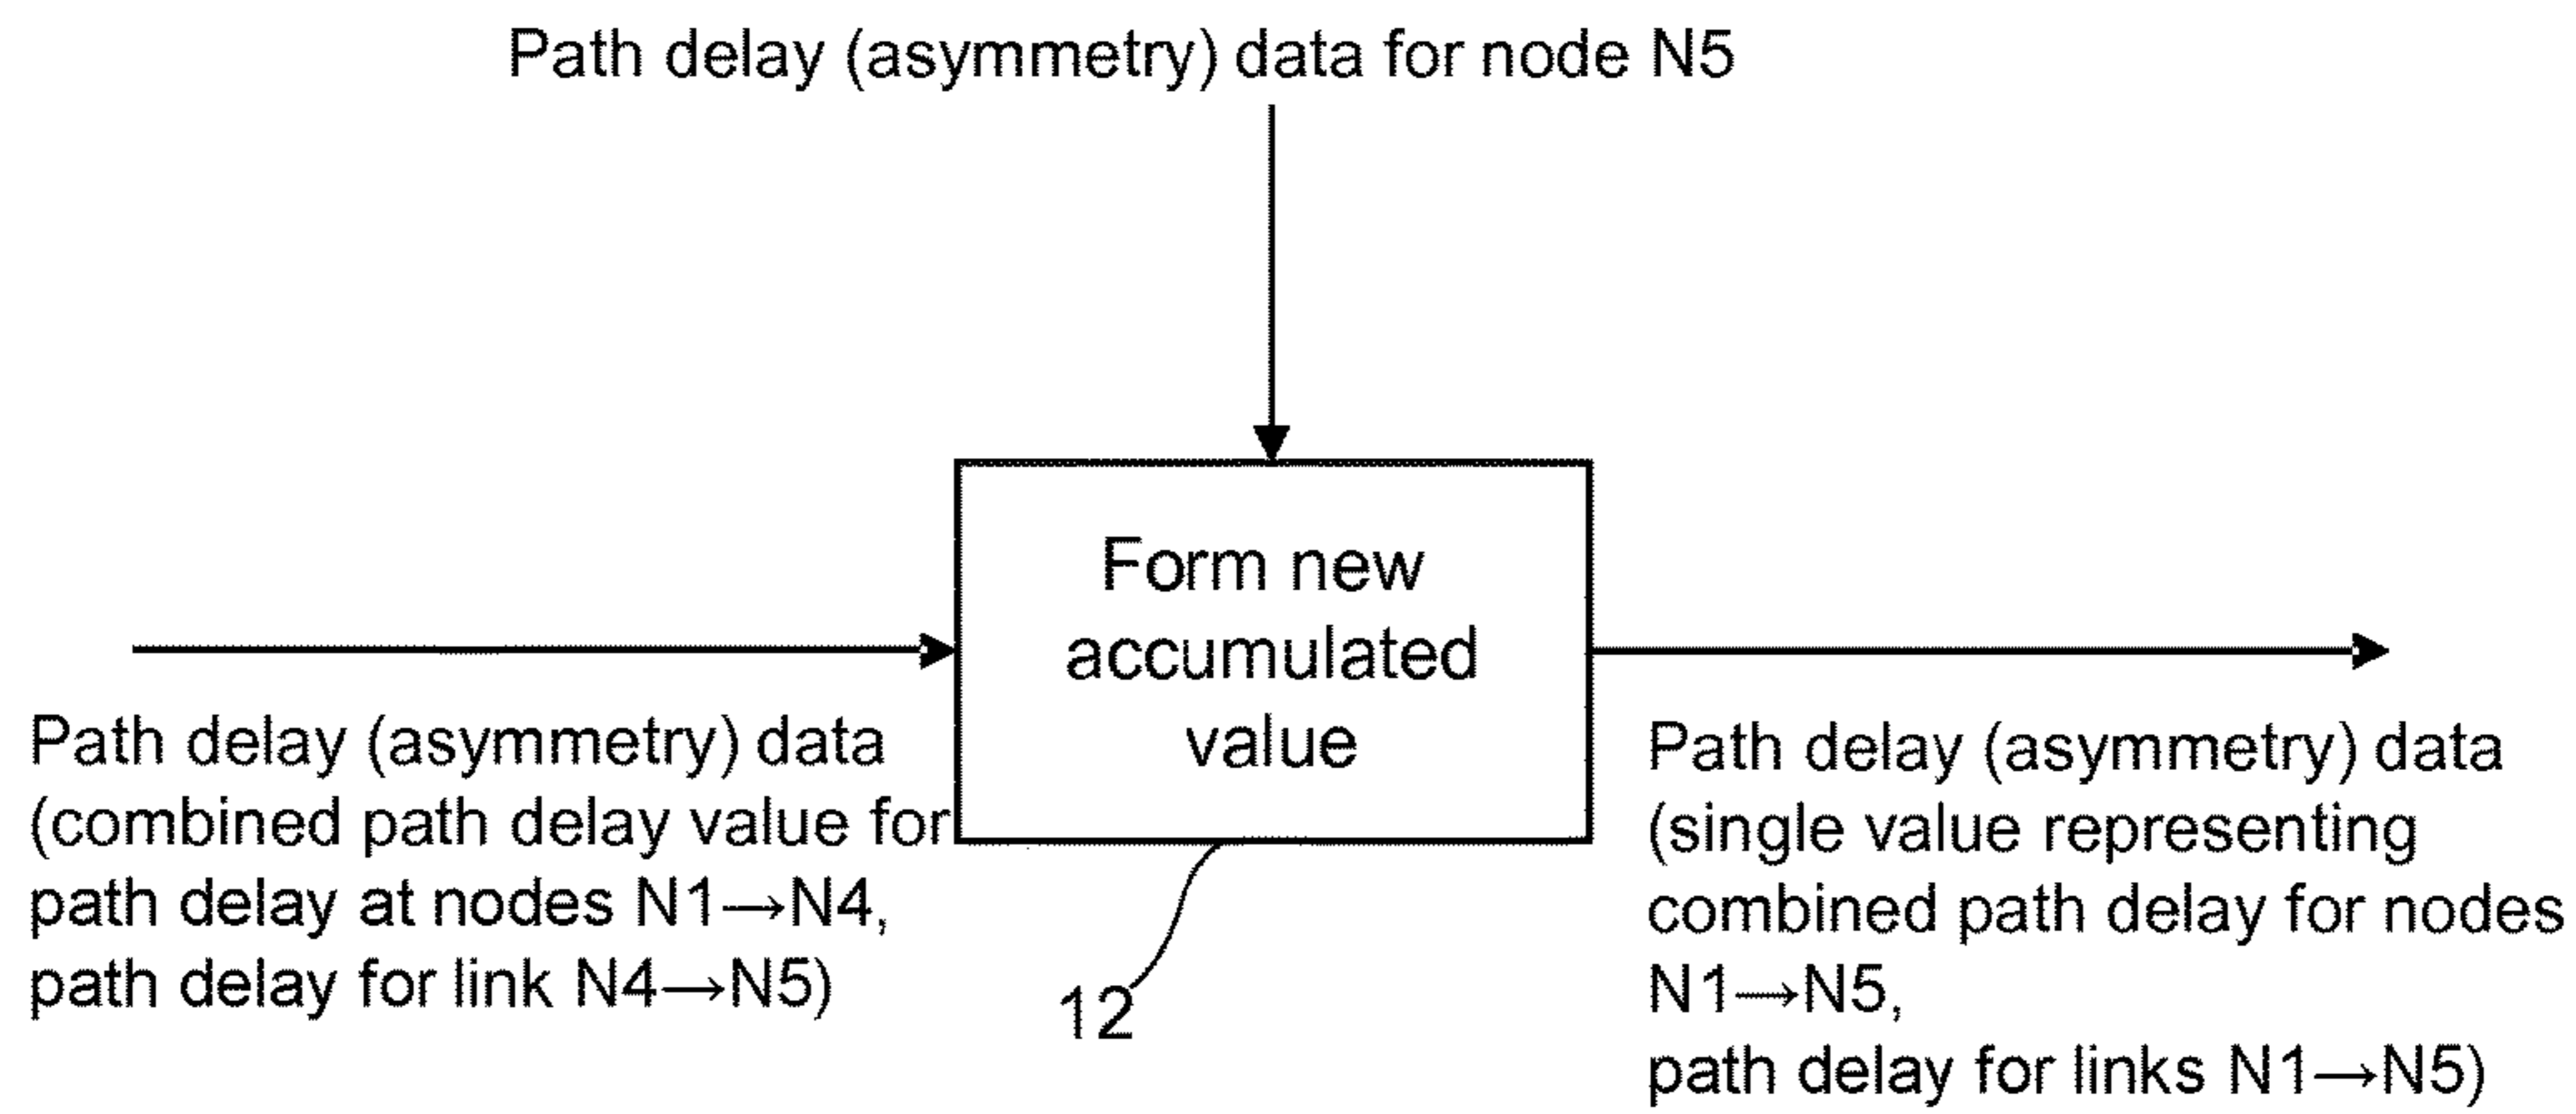 Path delay (asymmetry) data for node N5
Form new
accumulated
value
Path delay (asymmetry) data
(combined path delay value for
path delay at nodes N1→N4,
path delay for link N4→N5)
12
Path delay (asymmetry) data
(single value representing
combined path delay for nodes
N1→N5,
path delay for links N1→N5)